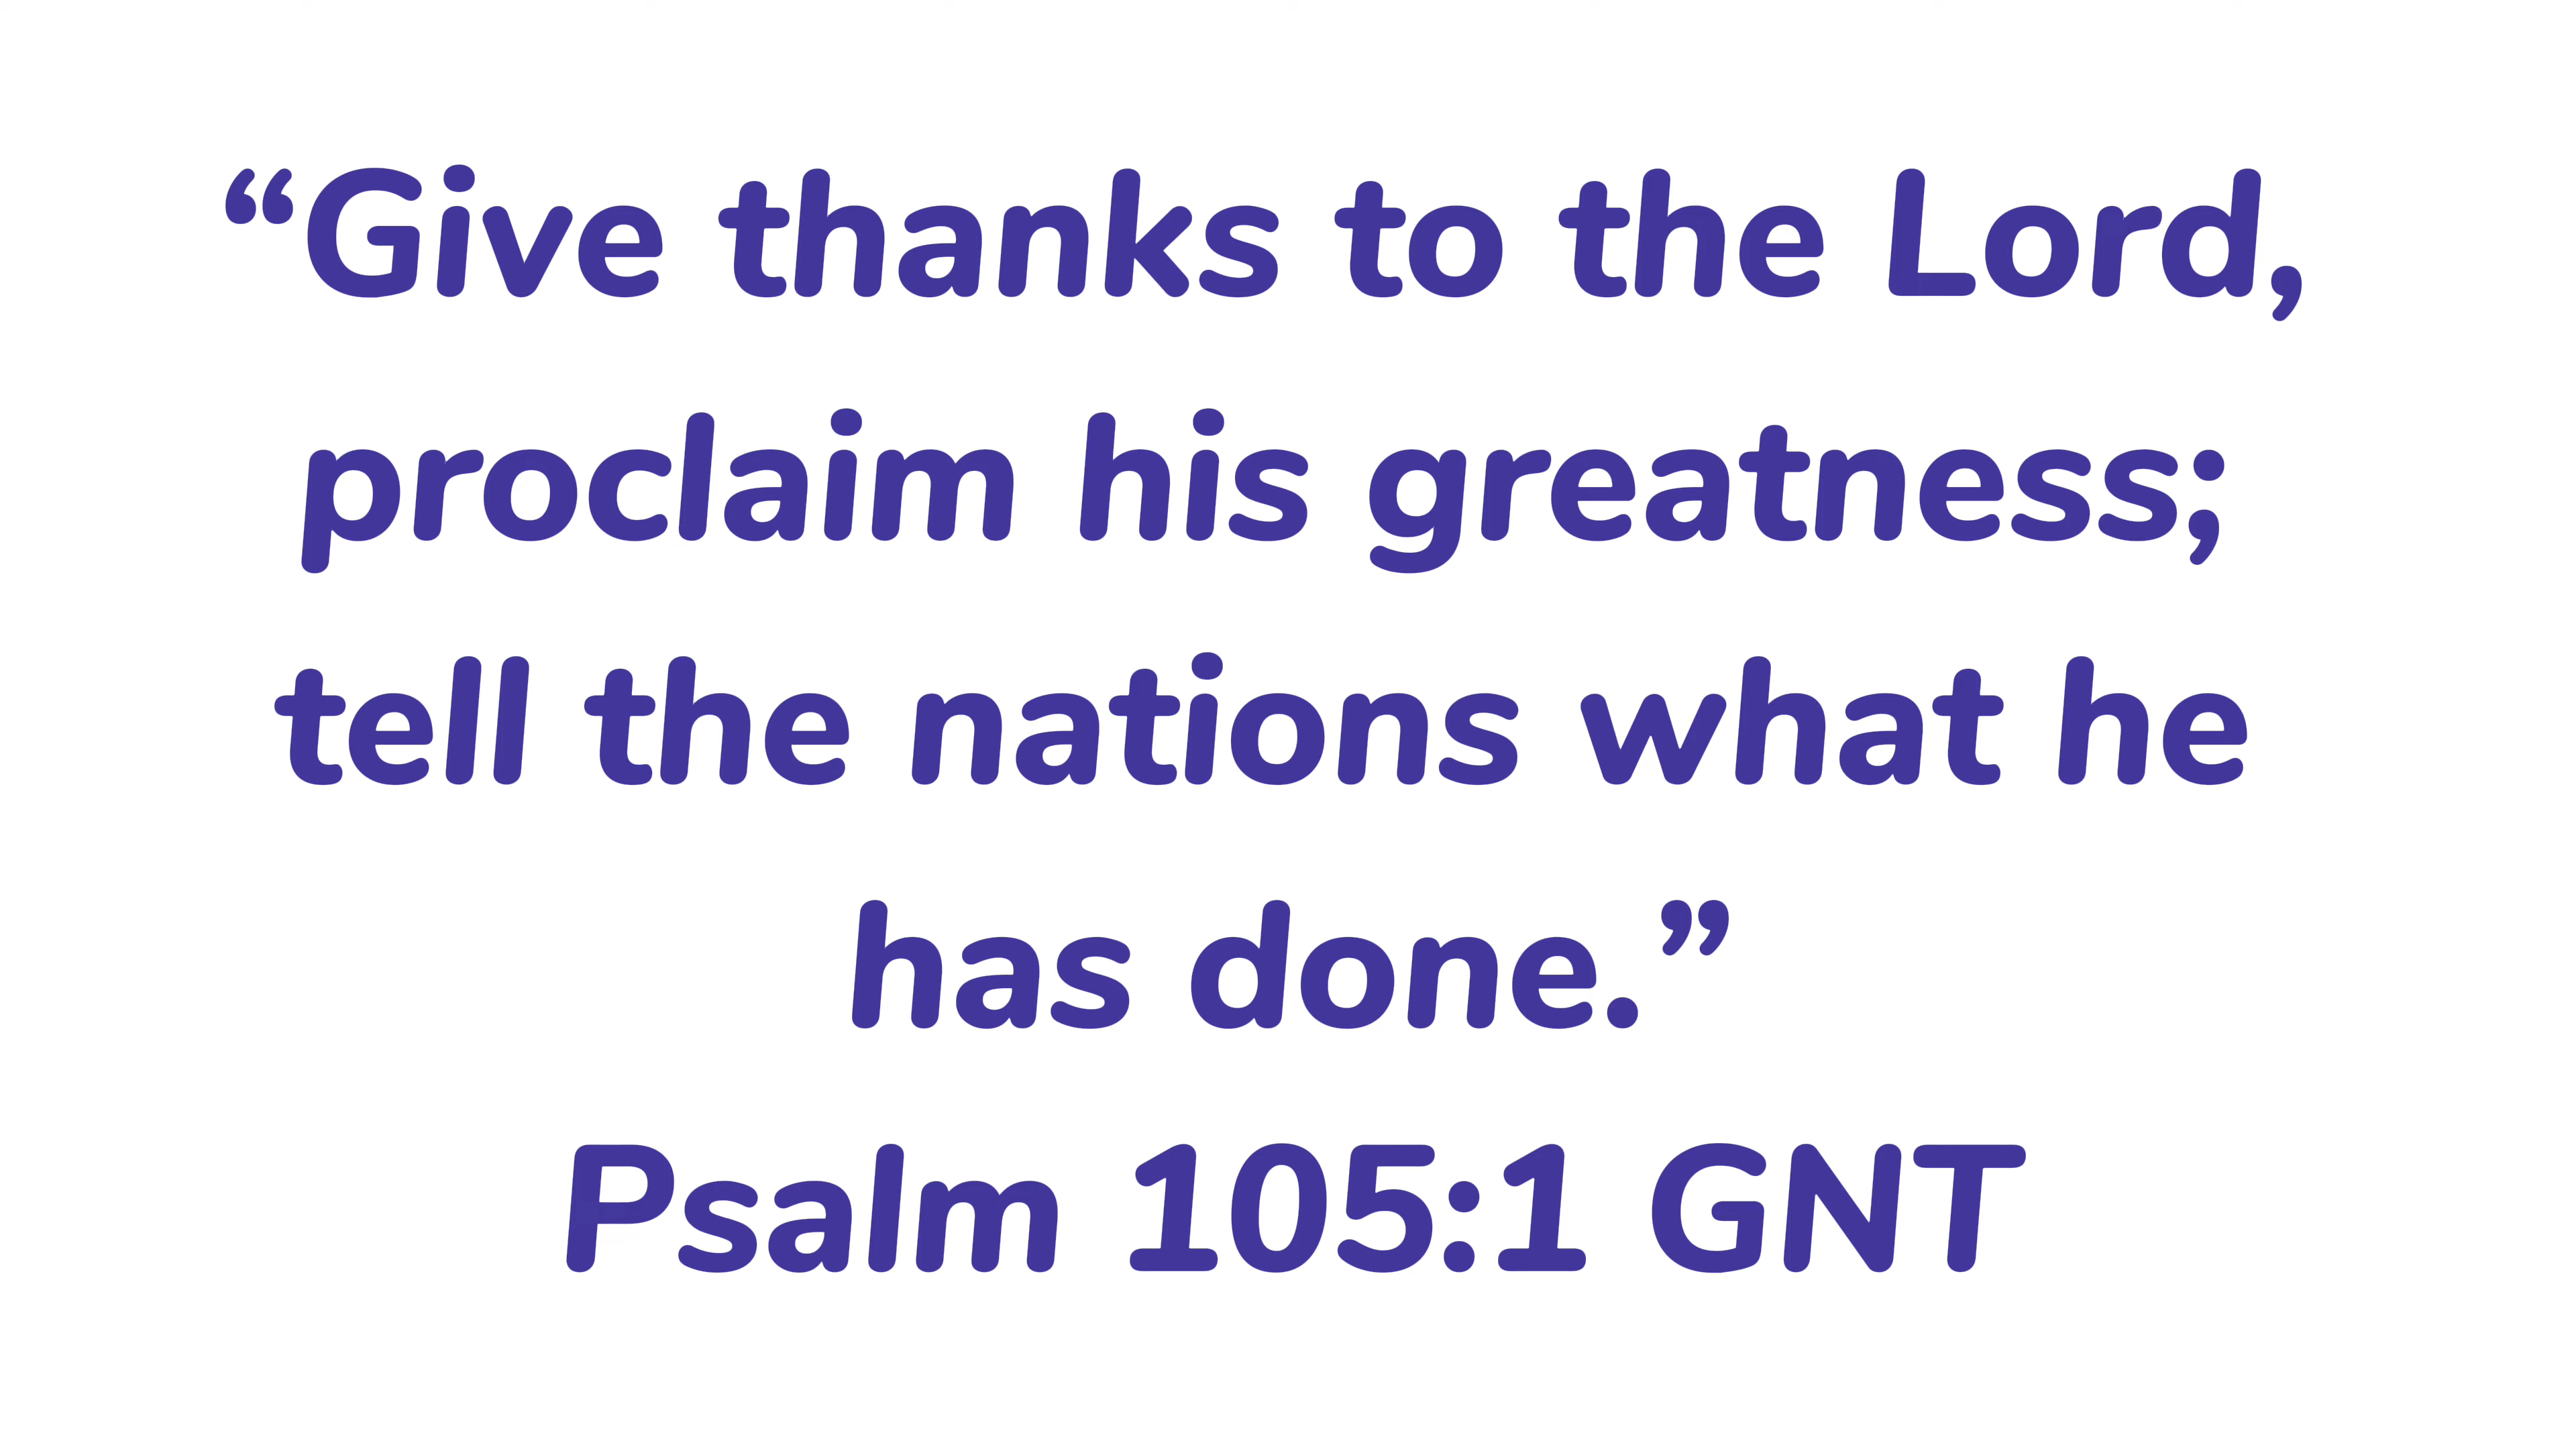 “Give thanks to the Lord,
proclaim his greatness;
tell the nations what he
has done.”
Psalm 105:1 GNT